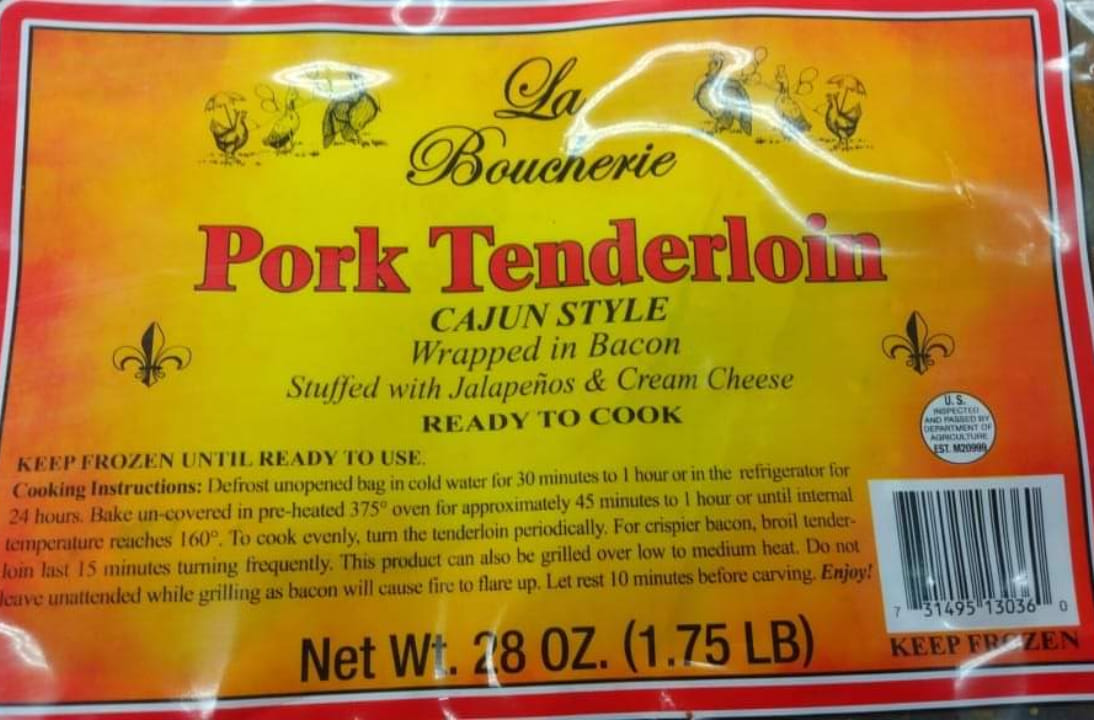 La
Boucherie
Pork Tenderloin
CAJUN STYLE
Wrapped in Bacon
Stuffed with Jalapeños & Cream Cheese
READY TO COOK
KEEP FROZEN UNTIL READY TO USE.
Cooking Instructions: Defrost unopened bag in cold water for 30 minutes to 1 hour or in the refrigerator for
24 hours. Bake un-covered in pre-heated 375° oven for approximately 45 minutes to 1 hour or until internal
temperature reaches 160°. To cook evenly, turn the tenderloin periodically. For crispier bacon, broil tender-
loin last 15 minutes turning frequently. This product can also be grilled over low to medium heat. Do not
leave unattended while grilling as bacon will cause fire to flare up. Let rest 10 minutes before carving. Enjoy!
Net Wt. 28 OZ. (1.75 LB)
U.S.
INSPECTED
AND PASSED BY
DEPARTMENT OF
AGRICULTURE
EST. M20999
7 31495 13036 0
KEEP FROZEN